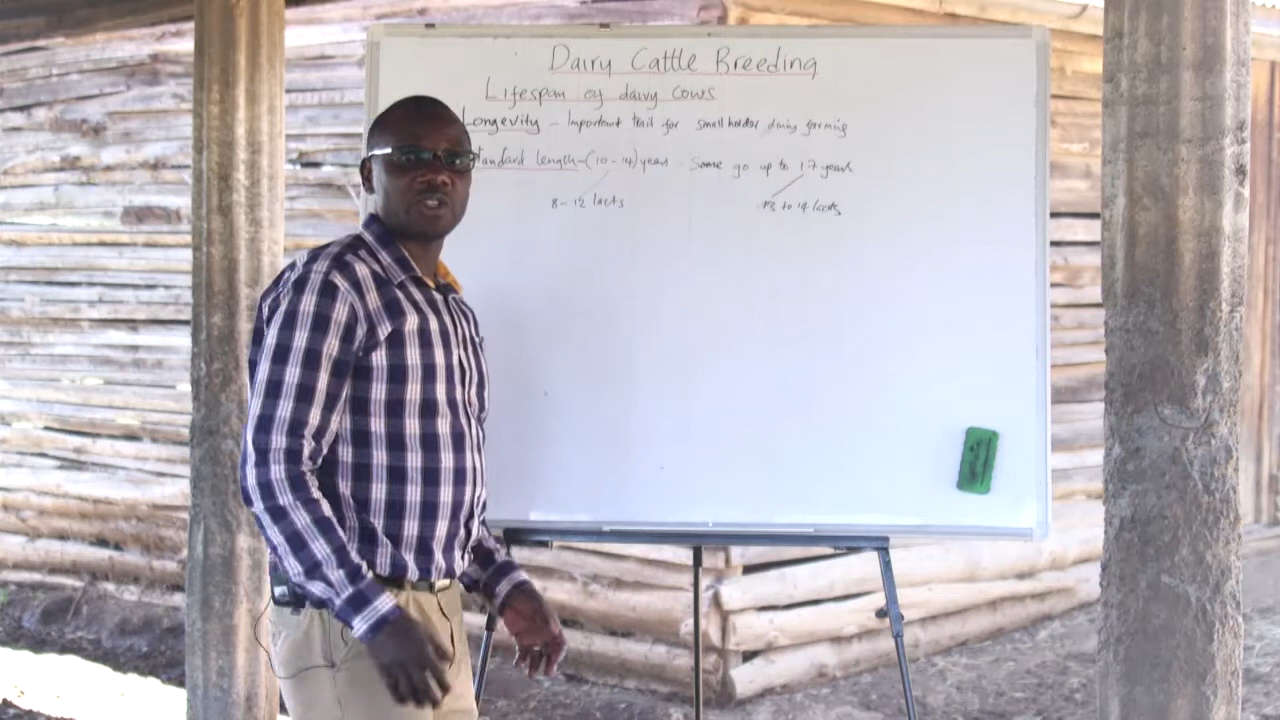 Dairy Cattle Breeding
Lifespan of dairy cows
Longevity - Important trait for smallholder dairy farming
standard length - (10-14) years Some go up to 17 years
8-12 lacts 13 to 14 lacts